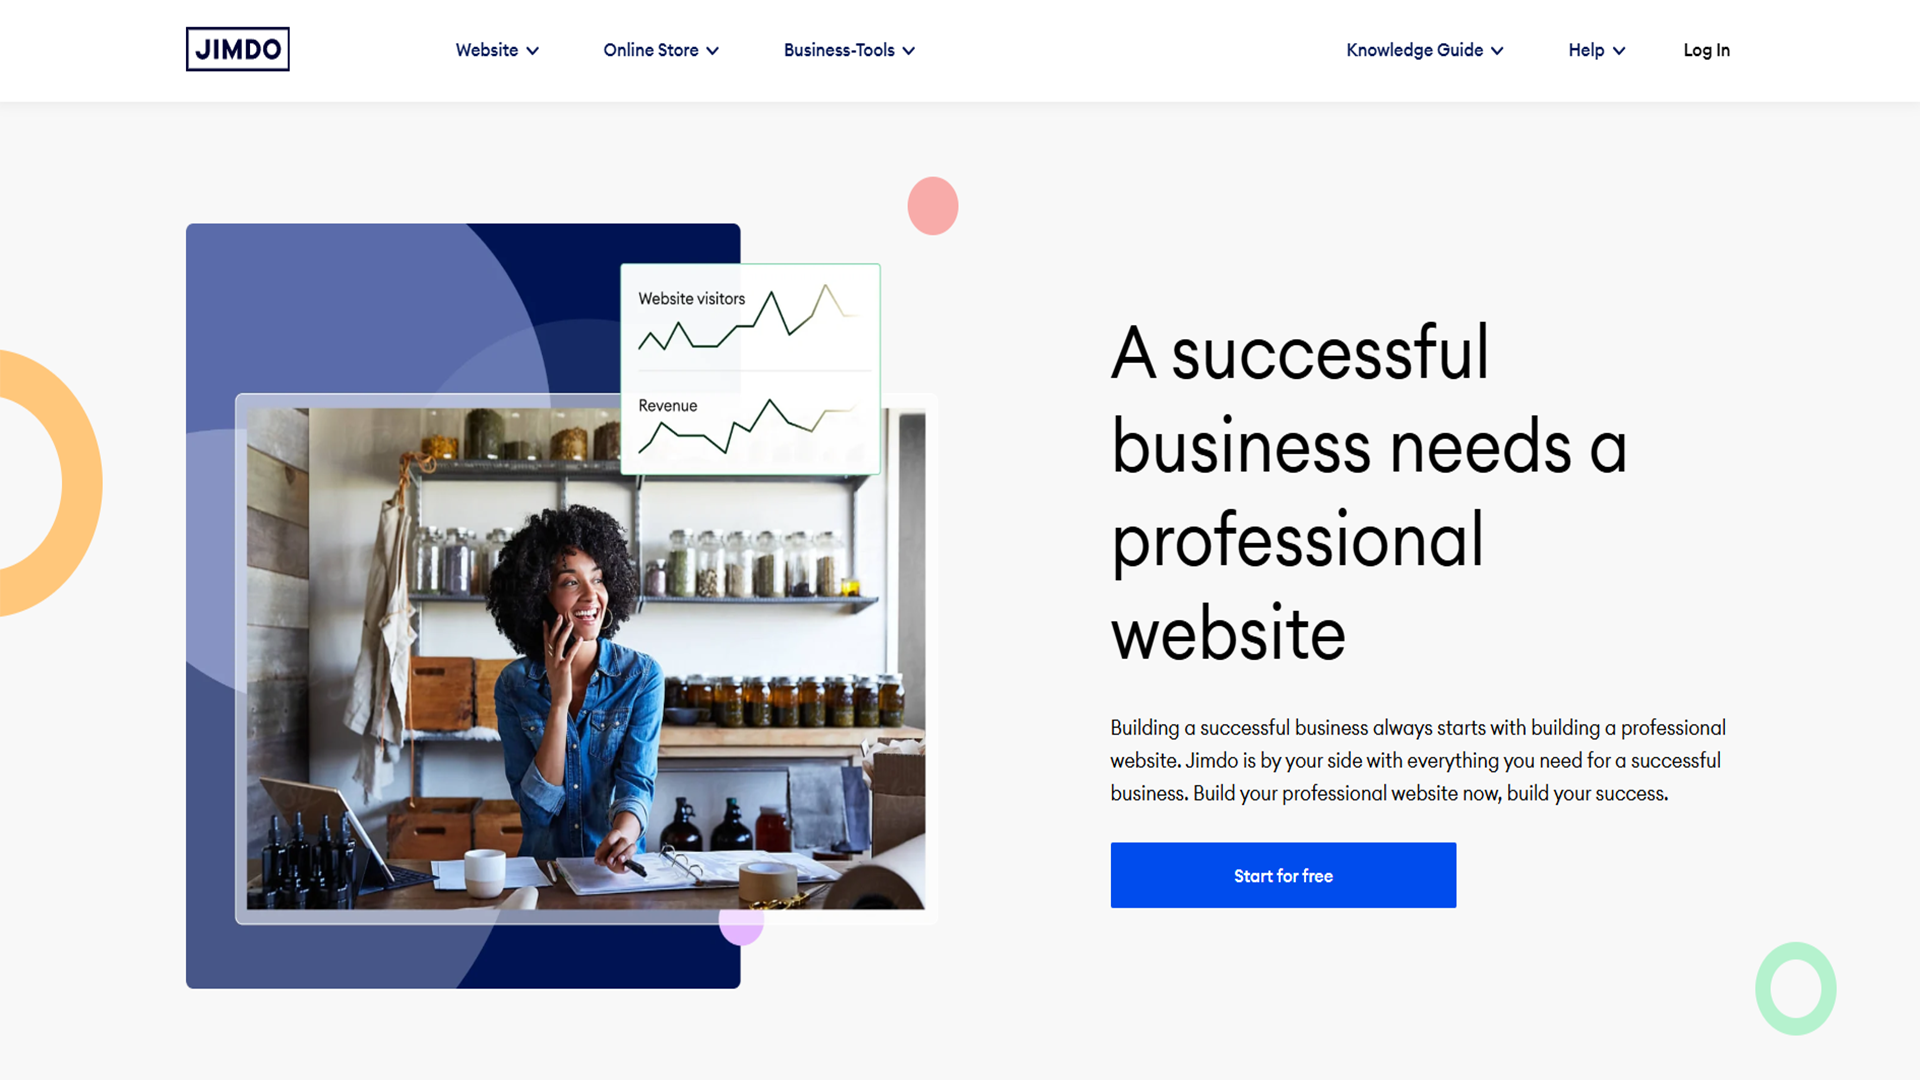 JIMDO
Website
Online Store
Business-Tools
Knowledge Guide
Help
Log In
Website visitors
Revenue
A successful
business needs a
professional
website
Building a successful business always starts with building a professional
website. Jimdo is by your side with everything you need for a successful
business. Build your professional website now, build your success.
Start for free